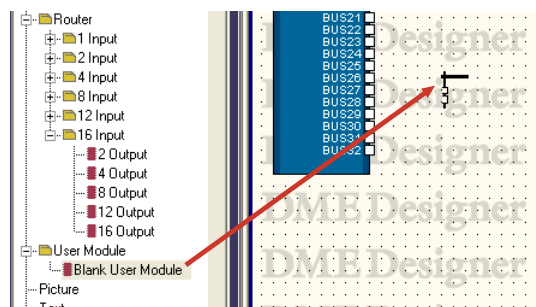 Router
1 Input
2 Input
4 Input
8 Input
12 Input
16 Input
2 Output
4 Output
8 Output
12 Output
16 Output
User Module
Blank User Module
Picture
BUS21
BUS22
BUS23
BUS24
BUS25
BUS26
BUS27
BUS28
BUS29
BUS30
BUS31
BUS32
Designer
Designer
Designer
DME Designer
DME Designer